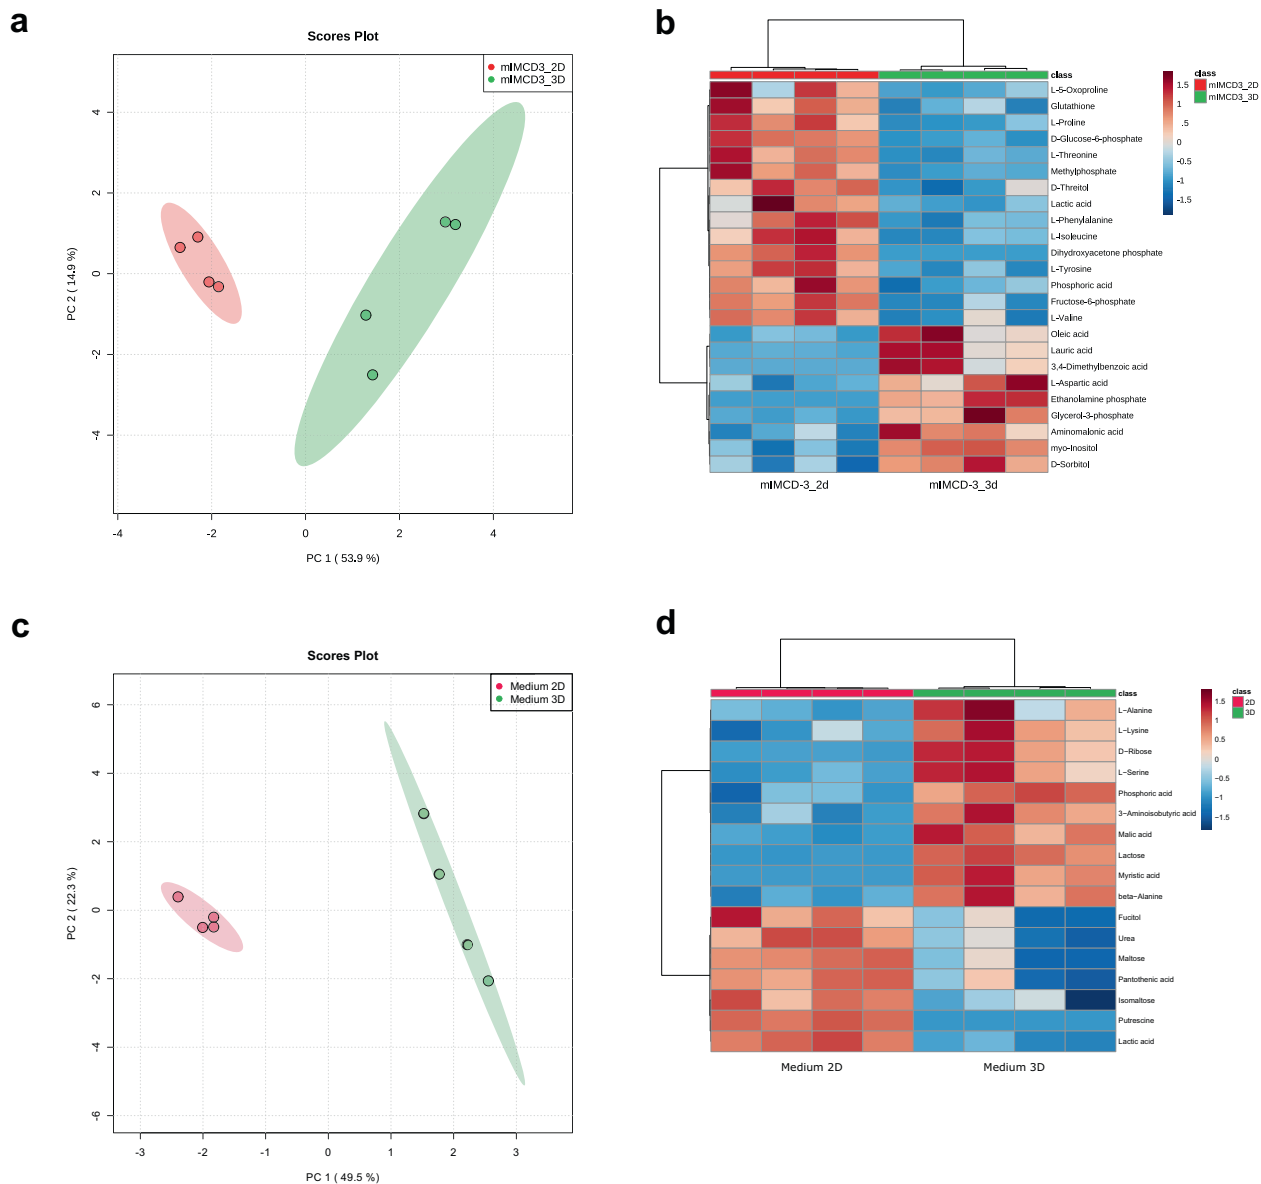 a
Scores Plot
mIMCD3_2D
mIMCD3_3D
4
2
0
-2
-4
PC 2 ( 14.9 %)
-4
-2
0
2
4
PC 1 ( 53.9 %)
b
class
L-5-Oxoproline
Glutathione
L-Proline
D-Glucose-6-phosphate
L-Threonine
Methylphosphate
D-Threitol
Lactic acid
L-Phenylalanine
L-Isoleucine
Dihydroxyacetone phosphate
L-Tyrosine
Phosphoric acid
Fructose-6-phosphate
L-Valine
Oleic acid
Lauric acid
3,4-Dimethylbenzoic acid
L-Aspartic acid
Ethanolamine phosphate
Glycerol-3-phosphate
Aminomalonic acid
myo-Inositol
D-Sorbitol
mIMCD-3_2d
mIMCD-3_3d
1.5
1
.5
0
-0.5
-1
-1.5
class
mIMCD3_2D
mIMCD3_3D
c
Scores Plot
Medium 2D
Medium 3D
6
4
2
0
-2
-4
-6
PC 2 ( 22.3 %)
-3
-2
-1
0
1
2
3
PC 1 ( 49.5 %)
d
class
L−Alanine
L−Lysine
D−Ribose
L−Serine
Phosphoric acid
3−Aminoisobutyric acid
Malic acid
Lactose
Myristic acid
beta−Alanine
Fucitol
Urea
Maltose
Pantothenic acid
Isomaltose
Putrescine
Lactic acid
Medium 2D
Medium 3D
1.5
1
0.5
0
−0.5
−1
−1.5
class
2D
3D